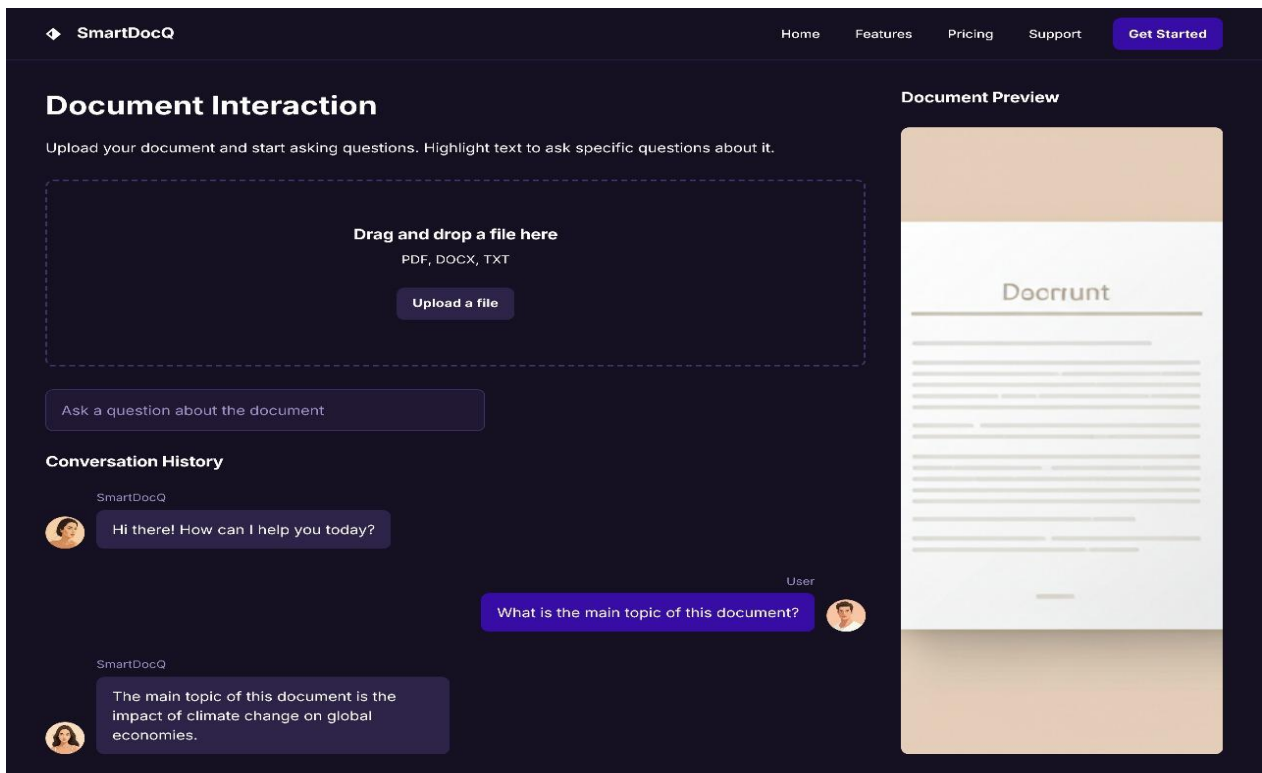 SmartDocQ
Home Features Pricing Support Get Started
Document Interaction
Upload your document and start asking questions. Highlight text to ask specific questions about it.
Drag and drop a file here
PDF, DOCX, TXT
Upload a file
Ask a question about the document
Conversation History
SmartDocQ
Hi there! How can I help you today?
User
What is the main topic of this document?
SmartDocQ
The main topic of this document is the
impact of climate change on global
economies.
Document Preview
Docrrunt